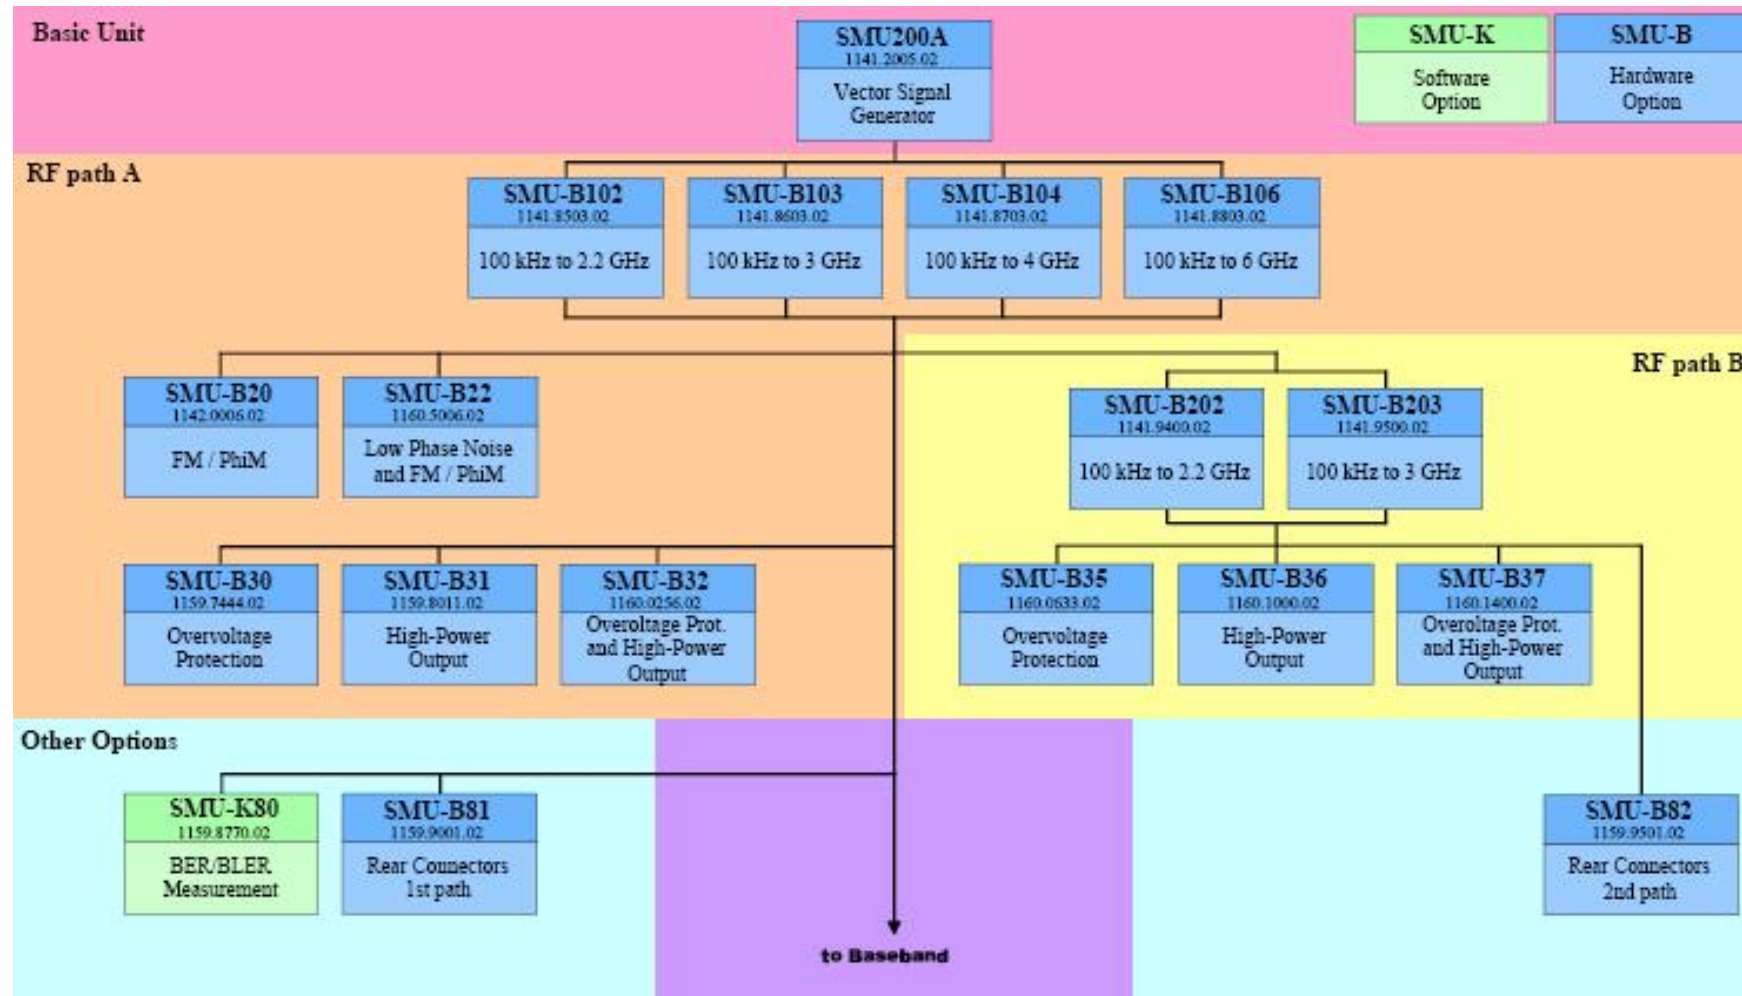 Basic Unit
SMU200A
1141.2005.02
Vector Signal
Generator
SMU-K
Software
Option
SMU-B
Hardware
Option
RF path A
SMU-B102
1141.8503.02
100 kHz to 2.2 GHz
SMU-B103
1141.8603.02
100 kHz to 3 GHz
SMU-B104
1141.8703.02
100 kHz to 4 GHz
SMU-B106
1141.8803.02
100 kHz to 6 GHz
RF path B
SMU-B20
1142.0006.02
FM / PhiM
SMU-B22
1160.5006.02
Low Phase Noise
and FM / PhiM
SMU-B202
1141.9400.02
100 kHz to 2.2 GHz
SMU-B203
1141.9500.02
100 kHz to 3 GHz
SMU-B30
1159.7444.02
Overvoltage
Protection
SMU-B31
1159.8011.02
High-Power
Output
SMU-B32
1160.0256.02
Overoltage Prot.
and High-Power
Output
SMU-B35
1160.0633.02
Overvoltage
Protection
SMU-B36
1160.1000.02
High-Power
Output
SMU-B37
1160.1400.02
Overoltage Prot.
and High-Power
Output
Other Options
SMU-K80
1159.8770.02
BER/BLER
Measurement
SMU-B81
1159.9001.02
Rear Connectors
1st path
SMU-B82
1159.9501.02
Rear Connectors
2nd path
to Baseband